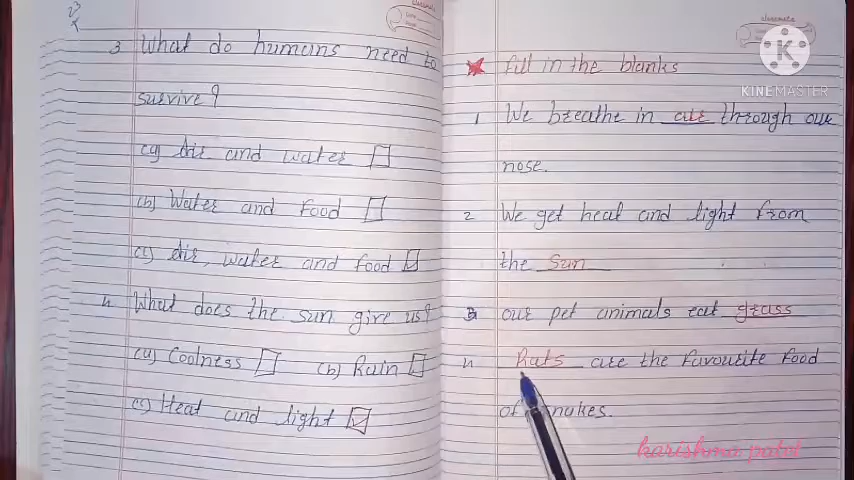 3 What do humans need to
survive?
(a) Air and water
(b) Water and Food
(c) Air, water and food
4 What does the sun give us?
(a) Coolness (b) Rain
(c) Heat and light
Fill in the blanks
1 We breathe in air through our
nose.
2 We get heat and light from
the Sun
3 our pet animals eat grass
4 Rats are the favourite food
of snakes.
KINEMASTER
karishma patel